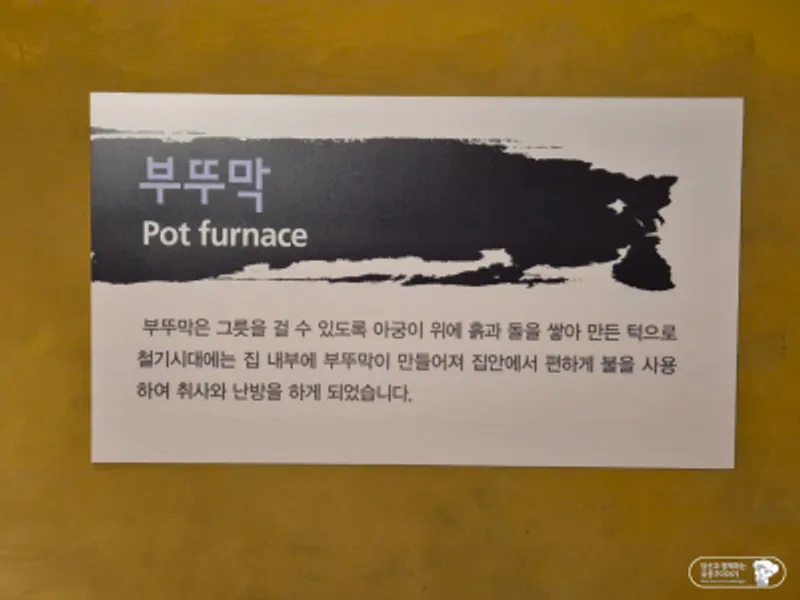 부뚜막
Pot furnace
부뚜막은 그릇을 걸 수 있도록 아궁이 위에 흙과 돌을 쌓아 만든 턱으로
철기시대에는 집 내부에 부뚜막이 만들어져 집안에서 편하게 불을 사용
하여 취사와 난방을 하게 되었습니다.